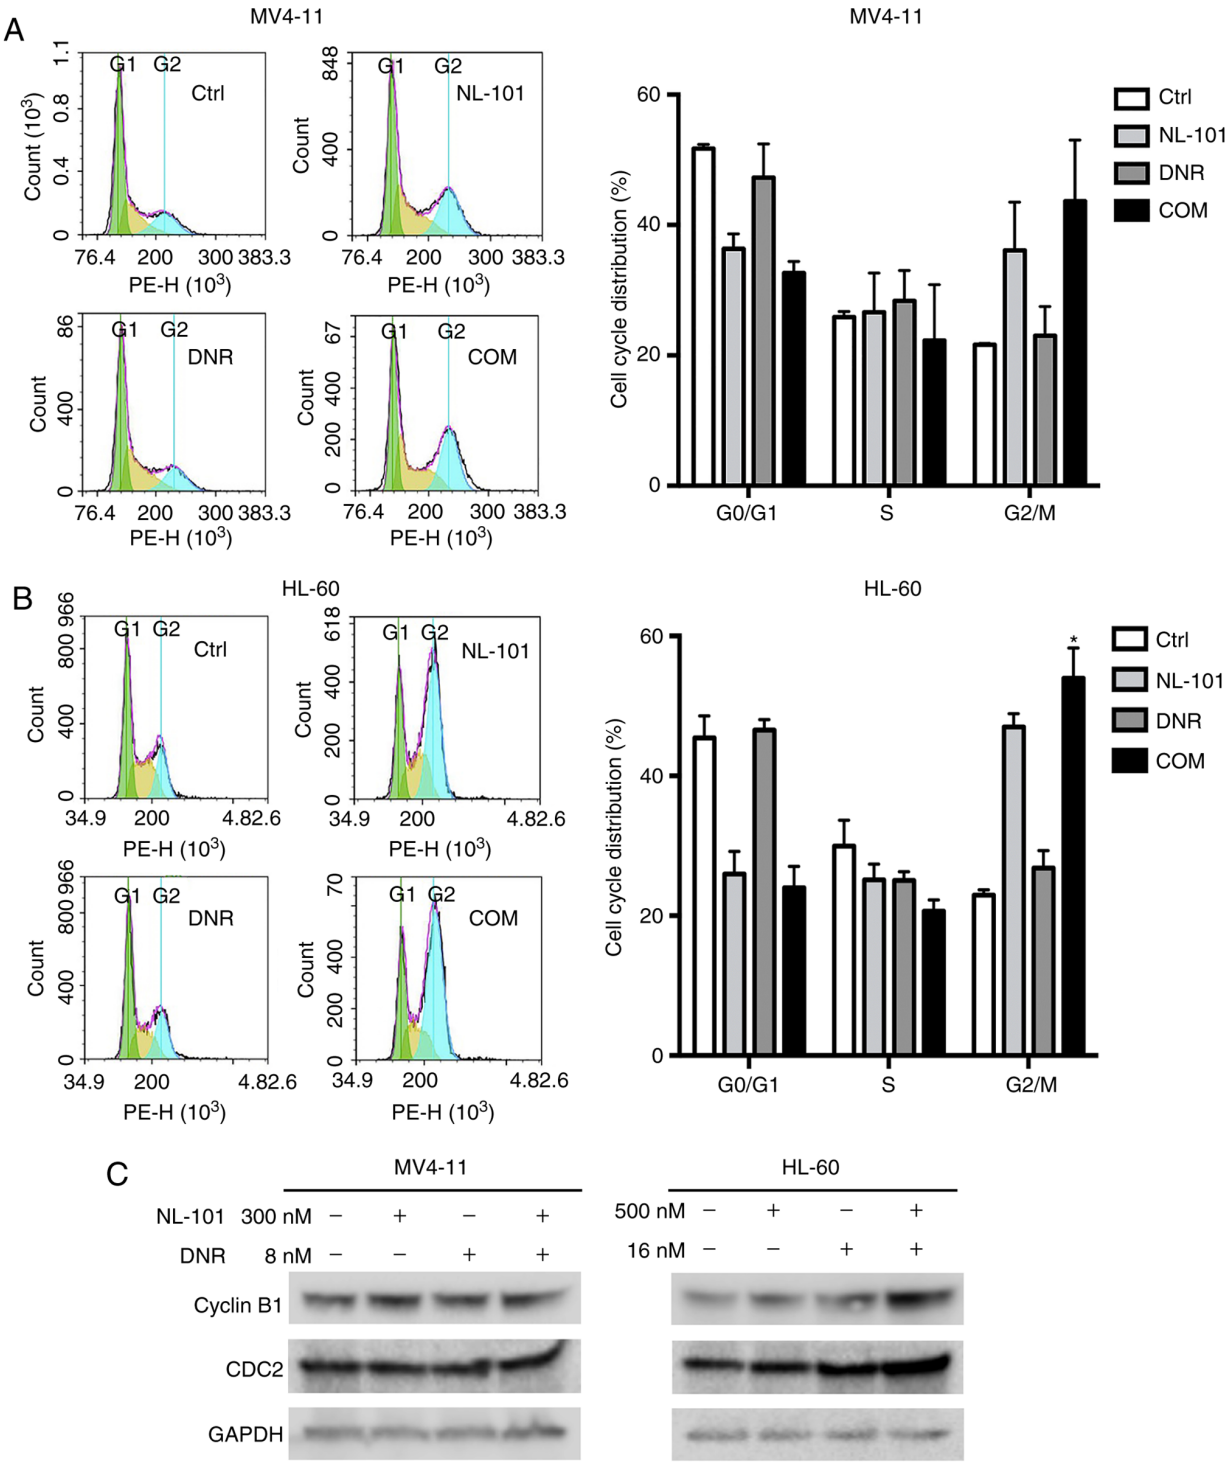 A
MV4-11
MV4-11
1.1
0.8
0.4
0
Count (10³)
G1 G2
Ctrl
76.4 200 300 383.3
PE-H (10³)
848
400
0
Count
G1 G2
NL-101
76.4 200 300 383.3
PE-H (10³)
86
400
0
Count
G1 G2
DNR
76.4 200 300 383.3
PE-H (10³)
67
400
200
0
Count
G1 G2
COM
76.4 200 300 383.3
PE-H (10³)
60
40
20
0
Cell cycle distribution (%)
G0/G1 S G2/M
Ctrl
NL-101
DNR
COM
B
HL-60
HL-60
800 966
400
0
Count
G1 G2
Ctrl
34.9 200 4.82.6
PE-H (10³)
618
400
200
0
Count
G1 G2
NL-101
34.9 200 4.82.6
PE-H (10³)
800 966
400
0
Count
G1 G2
DNR
34.9 200 4.82.6
PE-H (10³)
70
400
200
0
Count
G1 G2
COM
34.9 200 4.82.6
PE-H (10³)
60
40
20
0
Cell cycle distribution (%)
*
G0/G1 S G2/M
Ctrl
NL-101
DNR
COM
C
MV4-11 HL-60
NL-101 300 nM − + − + 500 nM − + − +
DNR 8 nM − − + + 16 nM − − + +
Cyclin B1
CDC2
GAPDH